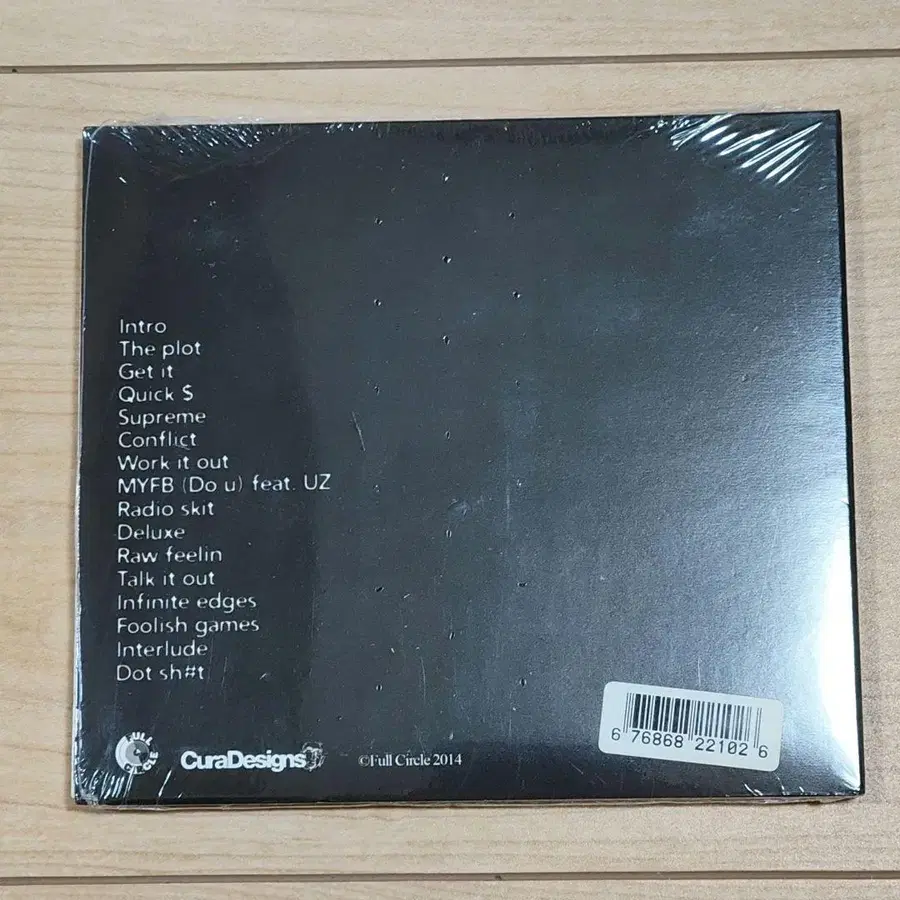 Intro
The plot
Get it
Quick $
Supreme
Conflict
Work it out
MYFB (Do u) feat. UZ
Radio skit
Deluxe
Raw feelin
Talk it out
Infinite edges
Foolish games
Interlude
Dot sh#t
FULL CIRCLE
CuraDesigns
©Full Circle 2014
6 76868 22102 6